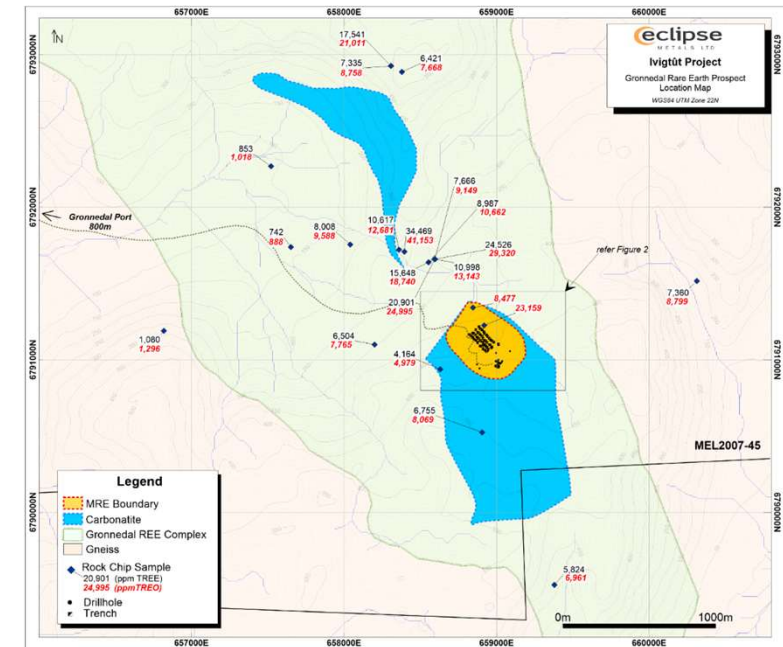 657000E 658000E 659000E 660000E
N
6793000N
6793000N
eclipse
METALS LTD
Ivigtût Project
Gronnedal Rare Earth Prospect
Location Map
WGS84 UTM Zone 22N
17,541
21,011
7,335
8,758
6,421
7,668
853
1,018
7,666
9,149
6792000N
6792000N
Gronnedal Port
800m
742
888
8,008
9,588
10,617
12,681
34,469
41,153
8,987
10,662
24,526
29,320
refer Figure 2
15,648
18,740
10,998
13,143
7,360
8,799
20,901
24,995
8,477
23,159
1,080
1,296
6,504
7,765
6791000N
6791000N
4,164
4,979
6,755
8,069
MEL2007-45
6790000N
6790000N
Legend
MRE Boundary
Carbonatite
Gronnedal REE Complex
Gneiss
Rock Chip Sample
20,901 (ppm TREE)
24,995 (ppmTREO)
Drillhole
Trench
5,824
6,961
0m 1000m
657000E 658000E 659000E 660000E